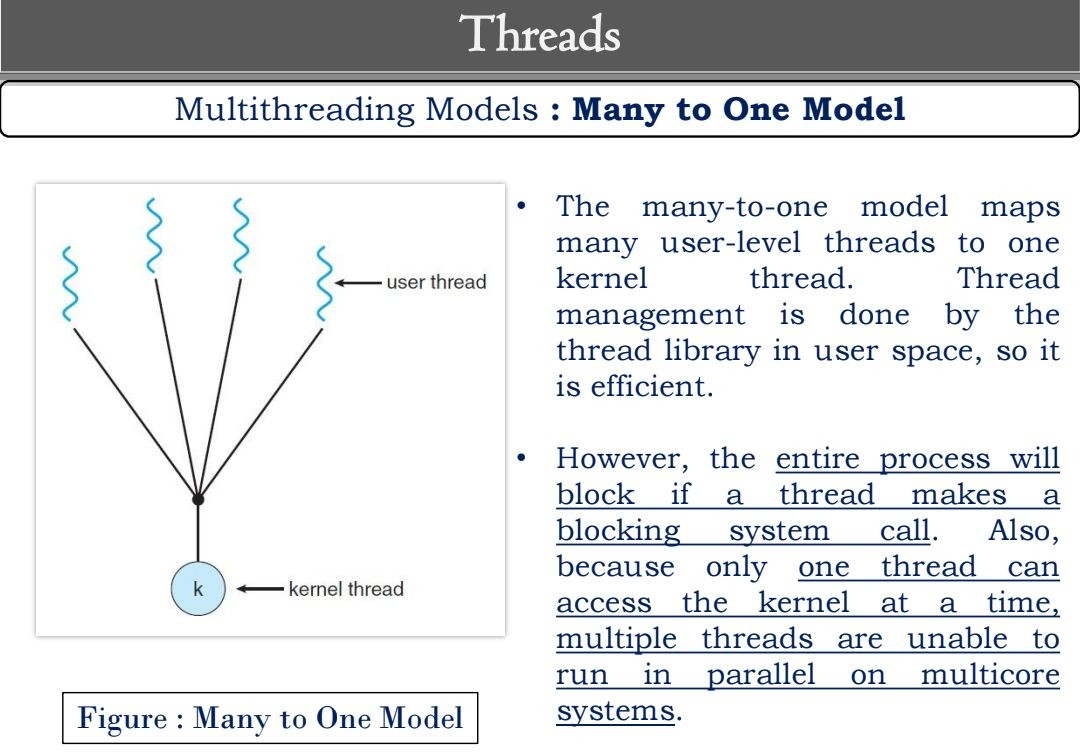 Threads
Multithreading Models : Many to One Model
user thread
k
kernel thread
Figure : Many to One Model
• The many-to-one model maps
many user-level threads to one
kernel thread. Thread
management is done by the
thread library in user space, so it
is efficient.
• However, the entire process will
block if a thread makes a
blocking system call. Also,
because only one thread can
access the kernel at a time,
multiple threads are unable to
run in parallel on multicore
systems.